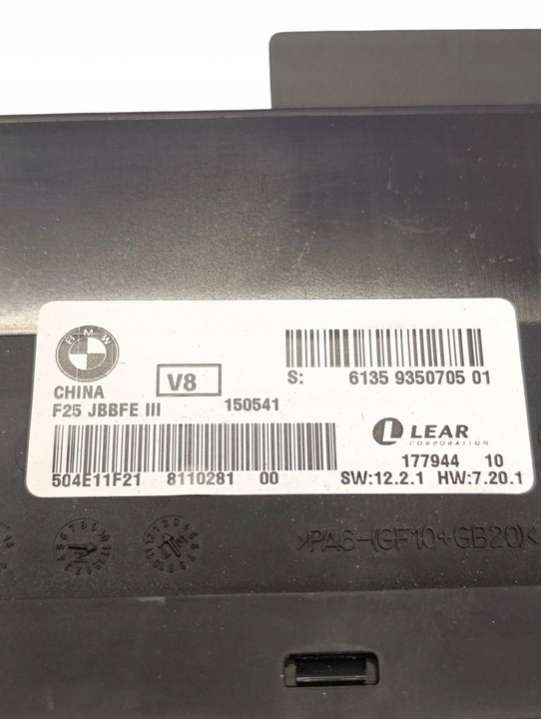 BMW
CHINA
V8
F25 JBBFE III
150541
S: 6135 9350705 01
LEAR
CORPORATION
504E11F21 8110281 00
177944 10
SW:12.2.1 HW:7.20.1
>PA6-(GF10+GB20)<